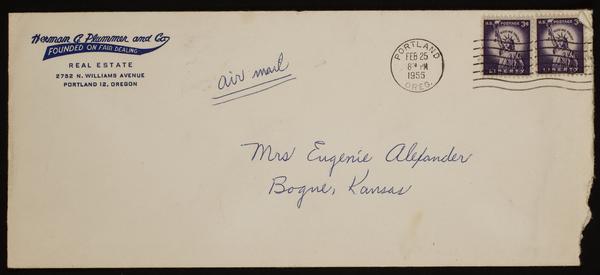 Herman C. Plummer and Co.
FOUNDED ON FAIR DEALING
REAL ESTATE
2752 N. WILLIAMS AVENUE
PORTLAND 12, OREGON
air mail
PORTLAND
FEB 25
PM
1955
OREG.
U.S. POSTAGE 3¢
LIBERTY
U.S. POSTAGE 3¢
LIBERTY
Mrs Eugenie Alexander
Bogue, Kansas